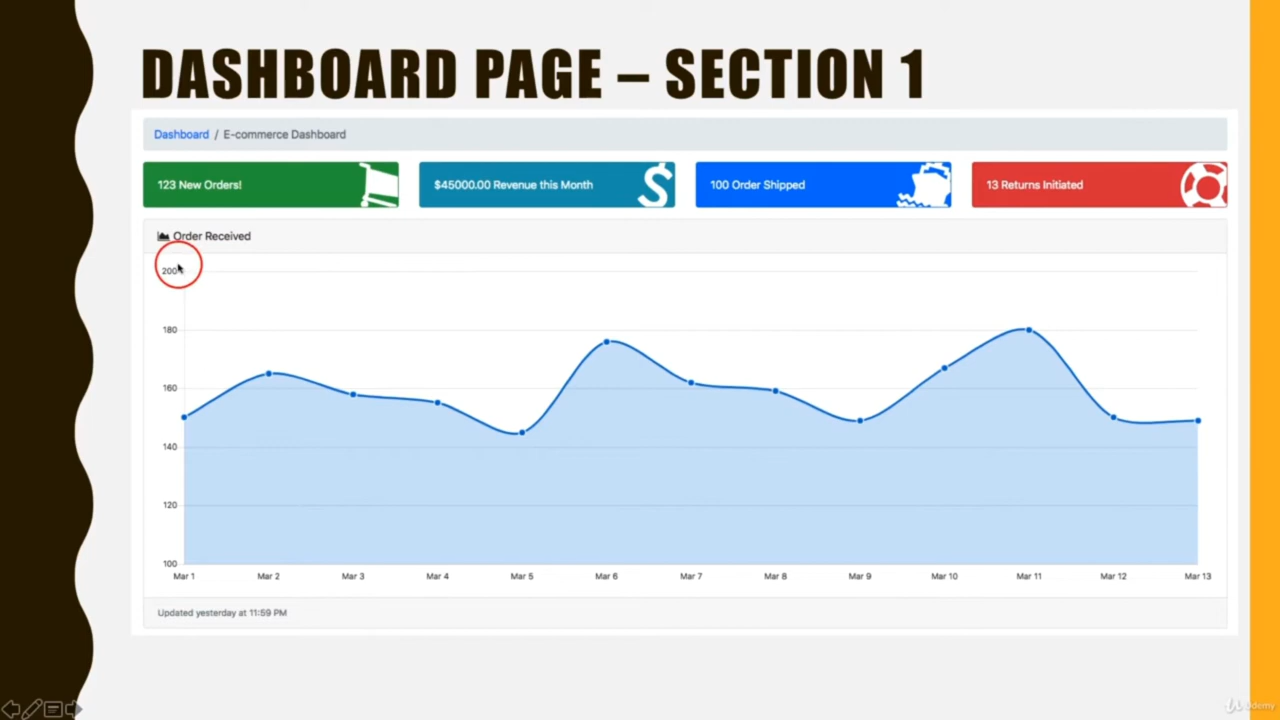 DASHBOARD PAGE – SECTION 1
Dashboard / E-commerce Dashboard
123 New Orders!
$45000.00 Revenue this Month
100 Order Shipped
13 Returns Initiated
Order Received
200
180
160
140
120
100
Mar 1 Mar 2 Mar 3 Mar 4 Mar 5 Mar 6 Mar 7 Mar 8 Mar 9 Mar 10 Mar 11 Mar 12 Mar 13
Updated yesterday at 11:59 PM
Udemy